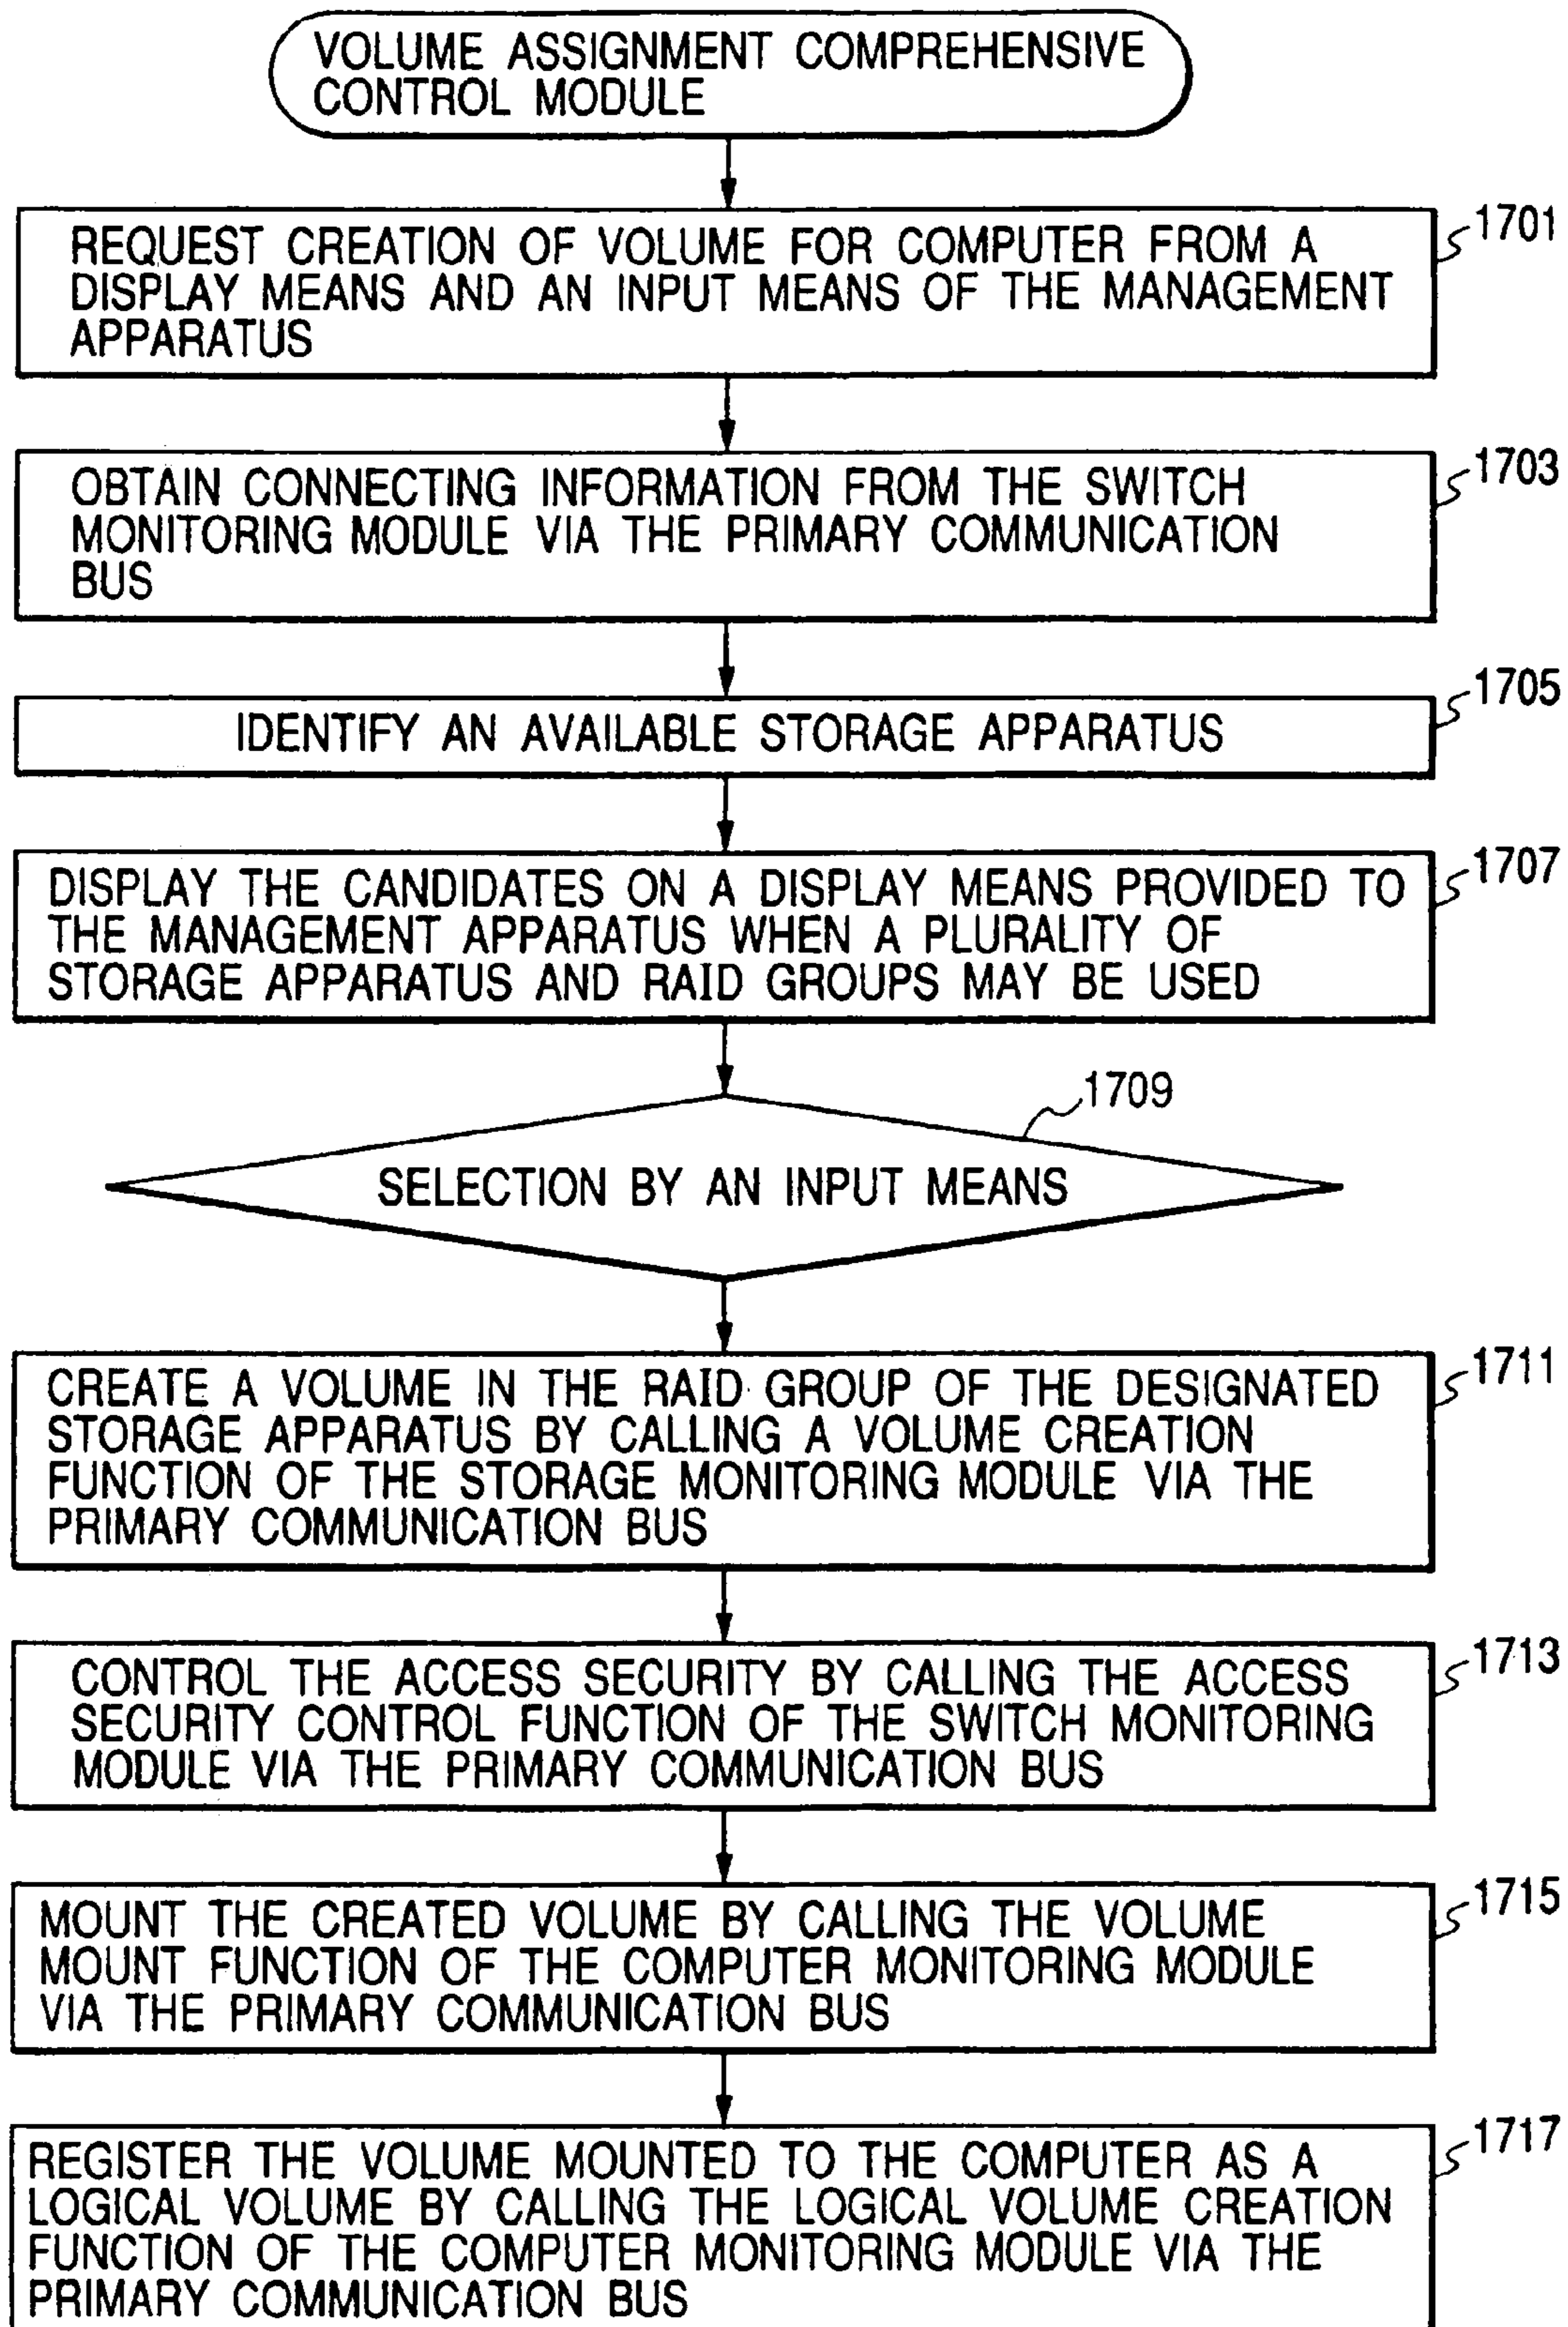 VOLUME ASSIGNMENT COMPREHENSIVE
CONTROL MODULE
1701
REQUEST CREATION OF VOLUME FOR COMPUTER FROM A
DISPLAY MEANS AND AN INPUT MEANS OF THE MANAGEMENT
APPARATUS
1703
OBTAIN CONNECTING INFORMATION FROM THE SWITCH
MONITORING MODULE VIA THE PRIMARY COMMUNICATION
BUS
1705
IDENTIFY AN AVAILABLE STORAGE APPARATUS
1707
DISPLAY THE CANDIDATES ON A DISPLAY MEANS PROVIDED TO
THE MANAGEMENT APPARATUS WHEN A PLURALITY OF
STORAGE APPARATUS AND RAID GROUPS MAY BE USED
1709
SELECTION BY AN INPUT MEANS
1711
CREATE A VOLUME IN THE RAID GROUP OF THE DESIGNATED
STORAGE APPARATUS BY CALLING A VOLUME CREATION
FUNCTION OF THE STORAGE MONITORING MODULE VIA THE
PRIMARY COMMUNICATION BUS
1713
CONTROL THE ACCESS SECURITY BY CALLING THE ACCESS
SECURITY CONTROL FUNCTION OF THE SWITCH MONITORING
MODULE VIA THE PRIMARY COMMUNICATION BUS
1715
MOUNT THE CREATED VOLUME BY CALLING THE VOLUME
MOUNT FUNCTION OF THE COMPUTER MONITORING MODULE
VIA THE PRIMARY COMMUNICATION BUS
1717
REGISTER THE VOLUME MOUNTED TO THE COMPUTER AS A
LOGICAL VOLUME BY CALLING THE LOGICAL VOLUME CREATION
FUNCTION OF THE COMPUTER MONITORING MODULE VIA THE
PRIMARY COMMUNICATION BUS